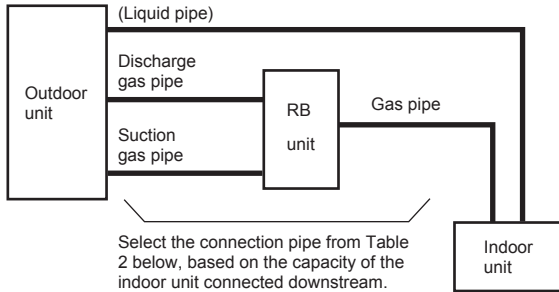 (Liquid pipe)
Discharge
gas pipe
Outdoor
unit
Suction
gas pipe
RB
unit
Gas pipe
Select the connection pipe from Table
2 below, based on the capacity of the
indoor unit connected downstream.
Indoor
unit